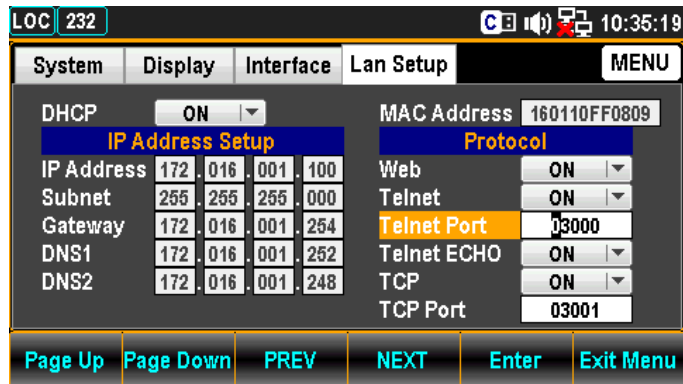 LOC 232 C 10:35:19
System Display Interface Lan Setup MENU
DHCP ON MAC Address 160110FF0809
IP Address Setup Protocol
IP Address 172 . 016 . 001 . 100 Web ON
Subnet 255 . 255 . 255 . 000 Telnet ON
Gateway 172 . 016 . 001 . 254 Telnet Port 03000
DNS1 172 . 016 . 001 . 252 Telnet ECHO ON
DNS2 172 . 016 . 001 . 248 TCP ON
TCP Port 03001
Page Up Page Down PREV NEXT Enter Exit Menu